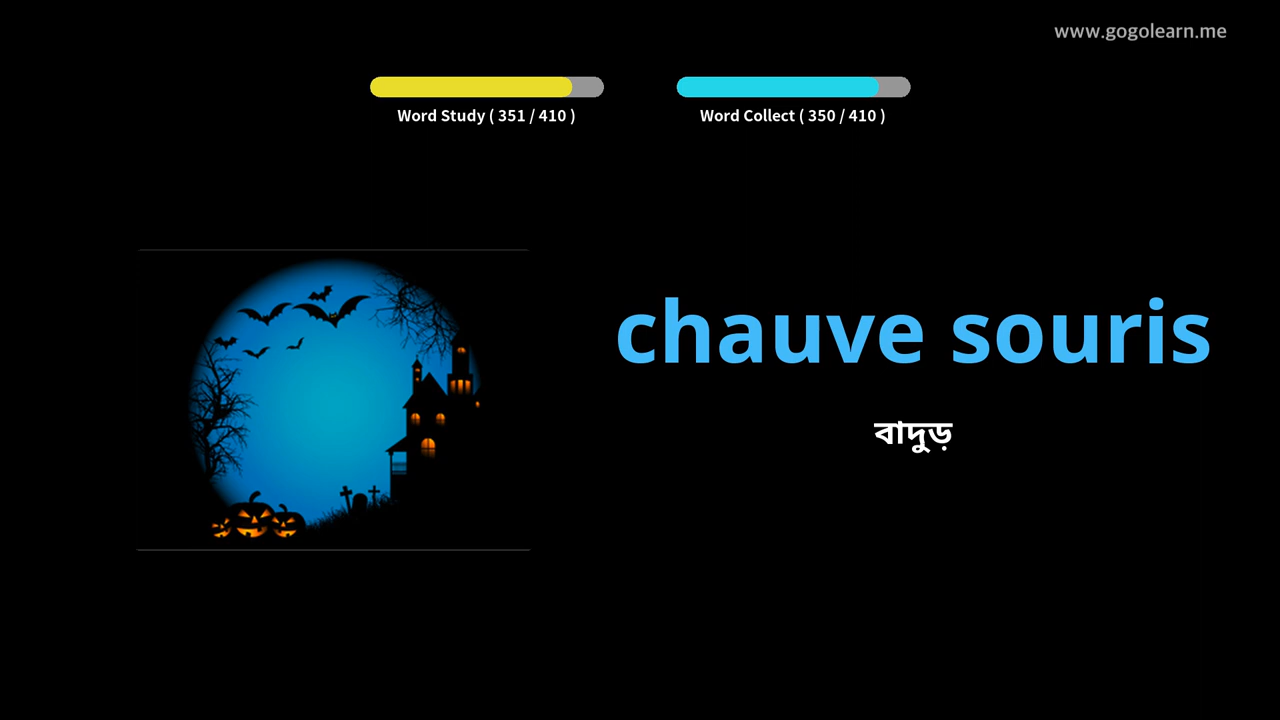 www.gogolearn.me
Word Study ( 351 / 410 )
Word Collect ( 350 / 410 )
chauve souris
বাদুড়